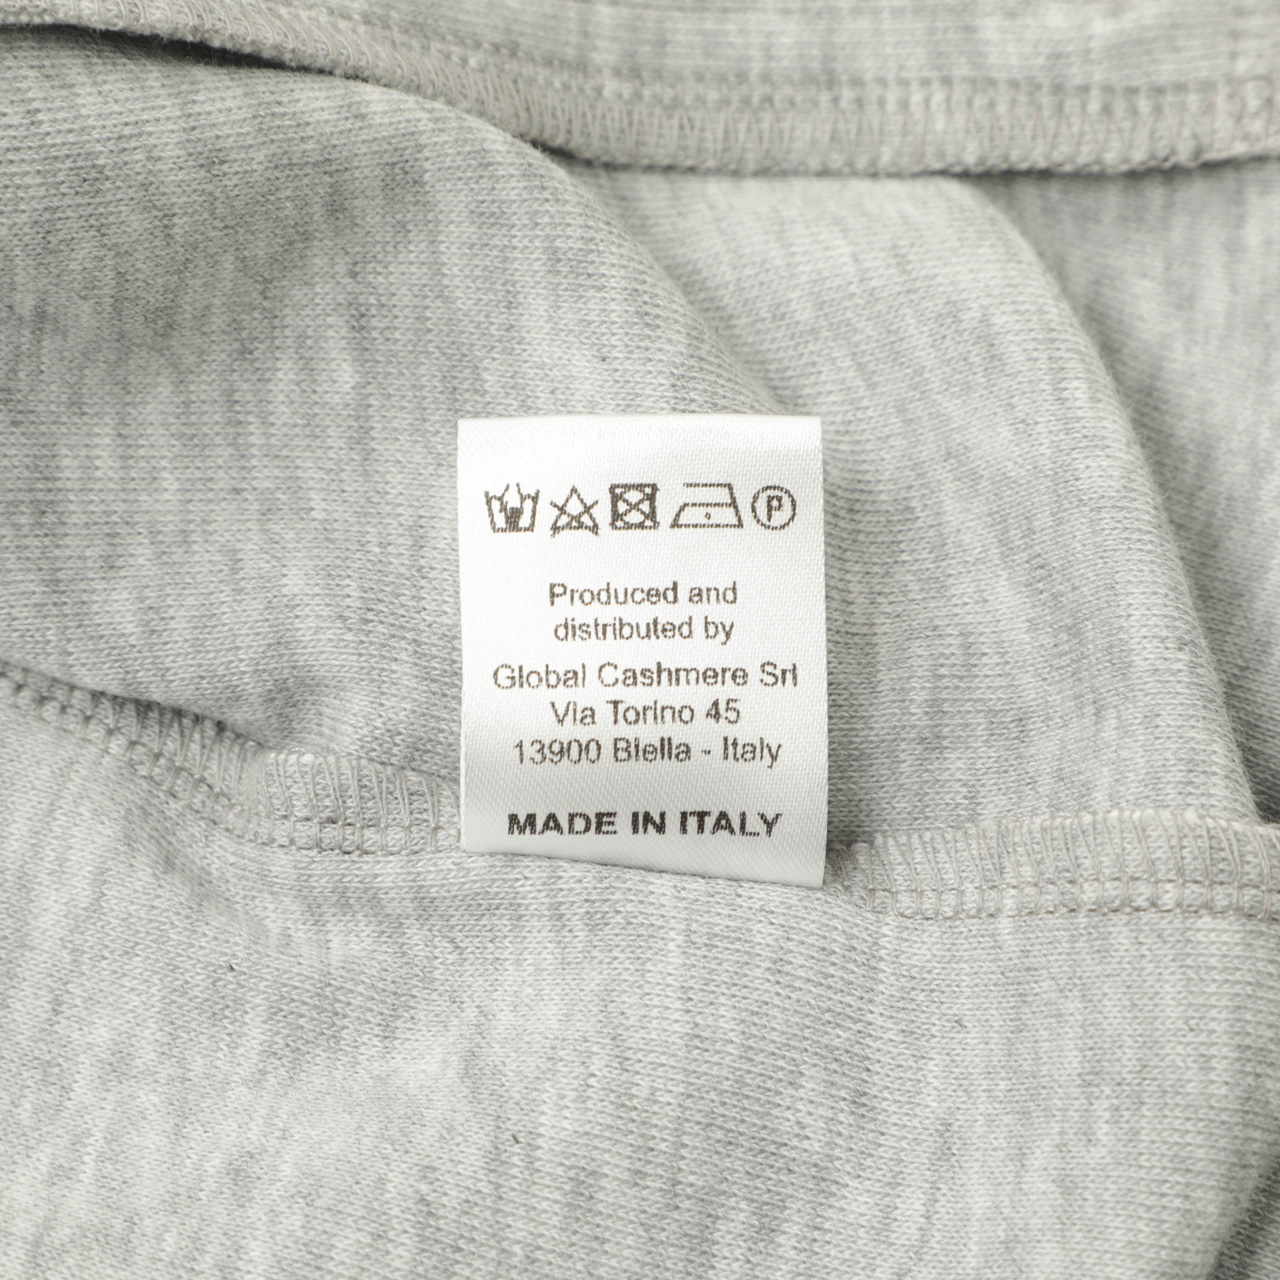 P
Produced and
distributed by
Global Cashmere Srl
Via Torino 45
13900 Biella - Italy
MADE IN ITALY